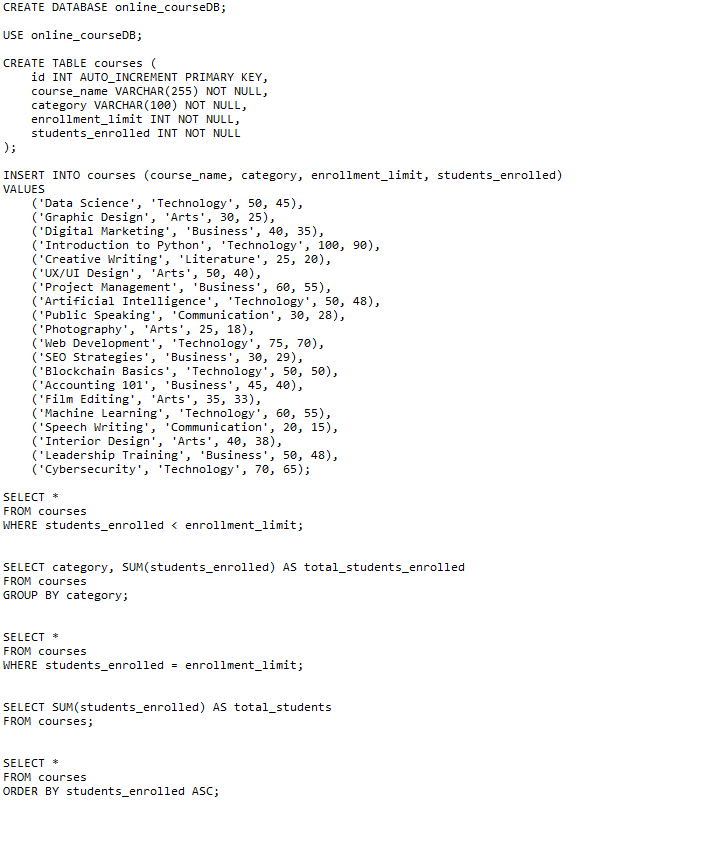 CREATE DATABASE online_courseDB;
USE online_courseDB;
CREATE TABLE courses (
    id INT AUTO_INCREMENT PRIMARY KEY,
    course_name VARCHAR(255) NOT NULL,
    category VARCHAR(100) NOT NULL,
    enrollment_limit INT NOT NULL,
    students_enrolled INT NOT NULL
);
INSERT INTO courses (course_name, category, enrollment_limit, students_enrolled)
VALUES
    ('Data Science', 'Technology', 50, 45),
    ('Graphic Design', 'Arts', 30, 25),
    ('Digital Marketing', 'Business', 40, 35),
    ('Introduction to Python', 'Technology', 100, 90),
    ('Creative Writing', 'Literature', 25, 20),
    ('UX/UI Design', 'Arts', 50, 40),
    ('Project Management', 'Business', 60, 55),
    ('Artificial Intelligence', 'Technology', 50, 48),
    ('Public Speaking', 'Communication', 30, 28),
    ('Photography', 'Arts', 25, 18),
    ('Web Development', 'Technology', 75, 70),
    ('SEO Strategies', 'Business', 30, 29),
    ('Blockchain Basics', 'Technology', 50, 50),
    ('Accounting 101', 'Business', 45, 40),
    ('Film Editing', 'Arts', 35, 33),
    ('Machine Learning', 'Technology', 60, 55),
    ('Speech Writing', 'Communication', 20, 15),
    ('Interior Design', 'Arts', 40, 38),
    ('Leadership Training', 'Business', 50, 48),
    ('Cybersecurity', 'Technology', 70, 65);
SELECT *
FROM courses
WHERE students_enrolled < enrollment_limit;
SELECT category, SUM(students_enrolled) AS total_students_enrolled
FROM courses
GROUP BY category;
SELECT *
FROM courses
WHERE students_enrolled = enrollment_limit;
SELECT SUM(students_enrolled) AS total_students
FROM courses;
SELECT *
FROM courses
ORDER BY students_enrolled ASC;